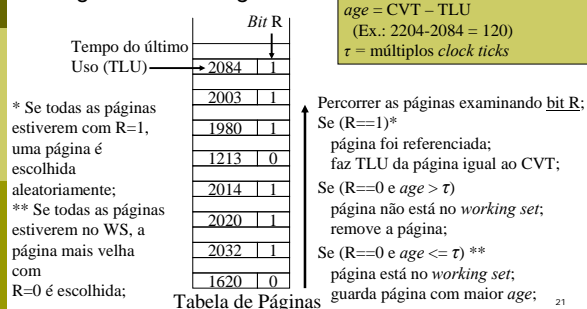 age = CVT – TLU
(Ex.: 2204-2084 = 120)
τ = múltiplos clock ticks
Bit R
Tempo do último
Uso (TLU)
2084 1
2003 1
1980 1
1213 0
2014 1
2020 1
2032 1
1620 0
Tabela de Páginas
* Se todas as páginas
estiverem com R=1,
uma página é
escolhida
aleatoriamente;
** Se todas as páginas
estiverem no WS, a
página mais velha
com
R=0 é escolhida;
Percorrer as páginas examinando bit R;
Se (R==1)*
página foi referenciada;
faz TLU da página igual ao CVT;
Se (R==0 e age > τ)
página não está no working set;
remove a página;
Se (R==0 e age <= τ) **
página está no working set;
guarda página com maior age;
21